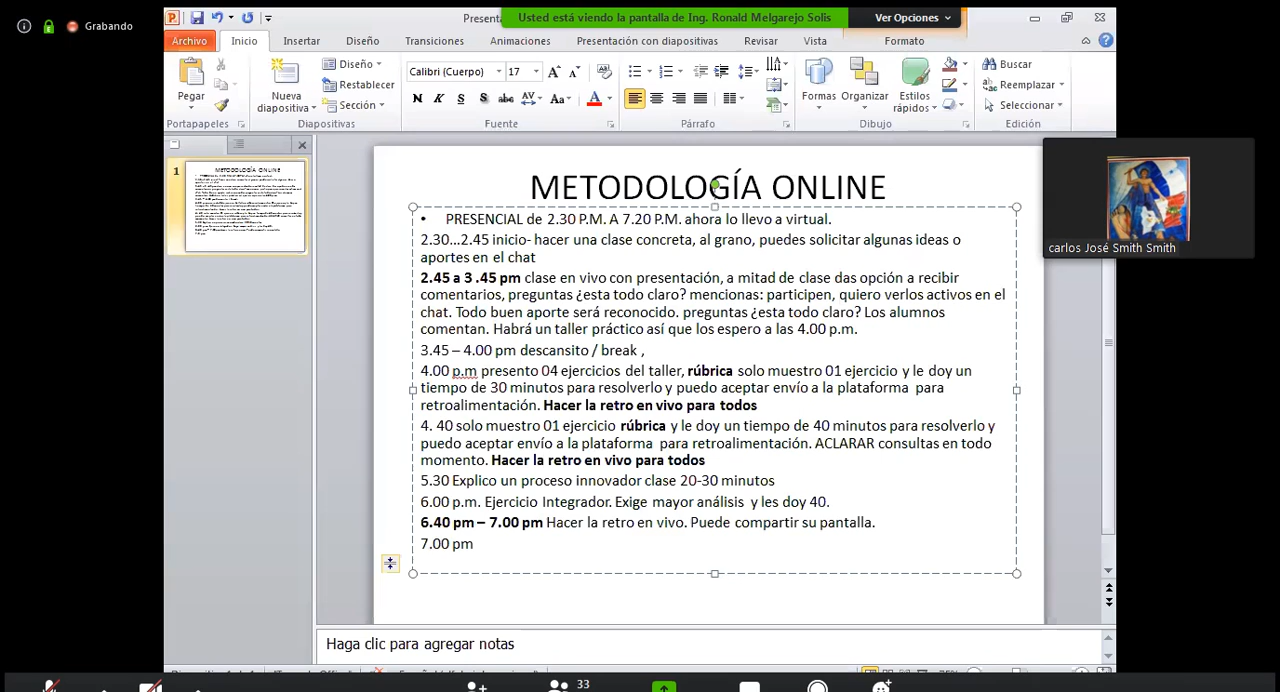 Grabando
Presenta
Usted está viendo la pantalla de Ing. Ronald Melgarejo Solis
Ver Opciones
Archivo Inicio Insertar Diseño Transiciones Animaciones Presentación con diapositivas Revisar Vista Formato
Pegar
Portapapeles
Nueva diapositiva
Diseño
Restablecer
Sección
Diapositivas
Calibri (Cuerpo) 17
N K S S abc AV Aa A
Fuente
Párrafo
Formas Organizar Estilos rápidos
Dibujo
Buscar
Reemplazar
Seleccionar
Edición
1
METODOLOGÍA ONLINE
• PRESENCIAL de 2.30 P.M. A 7.20 P.M. ahora lo llevo a virtual.
2.30...2.45 inicio- hacer una clase concreta, al grano, puedes solicitar algunas ideas o
aportes en el chat
2.45 a 3 .45 pm clase en vivo con presentación, a mitad de clase das opción a recibir
comentarios, preguntas ¿esta todo claro? mencionas: participen, quiero verlos activos en el
chat. Todo buen aporte será reconocido. preguntas ¿esta todo claro? Los alumnos
comentan. Habrá un taller práctico así que los espero a las 4.00 p.m.
3.45 – 4.00 pm descansito / break ,
4.00 p.m presento 04 ejercicios del taller, rúbrica solo muestro 01 ejercicio y le doy un
tiempo de 30 minutos para resolverlo y puedo aceptar envío a la plataforma para
retroalimentación. Hacer la retro en vivo para todos
4. 40 solo muestro 01 ejercicio rúbrica y le doy un tiempo de 40 minutos para resolverlo y
puedo aceptar envío a la plataforma para retroalimentación. ACLARAR consultas en todo
momento. Hacer la retro en vivo para todos
5.30 Explico un proceso innovador clase 20-30 minutos
6.00 p.m. Ejercicio Integrador. Exige mayor análisis y les doy 40.
6.40 pm – 7.00 pm Hacer la retro en vivo. Puede compartir su pantalla.
7.00 pm
carlos José Smith Smith
Haga clic para agregar notas
33